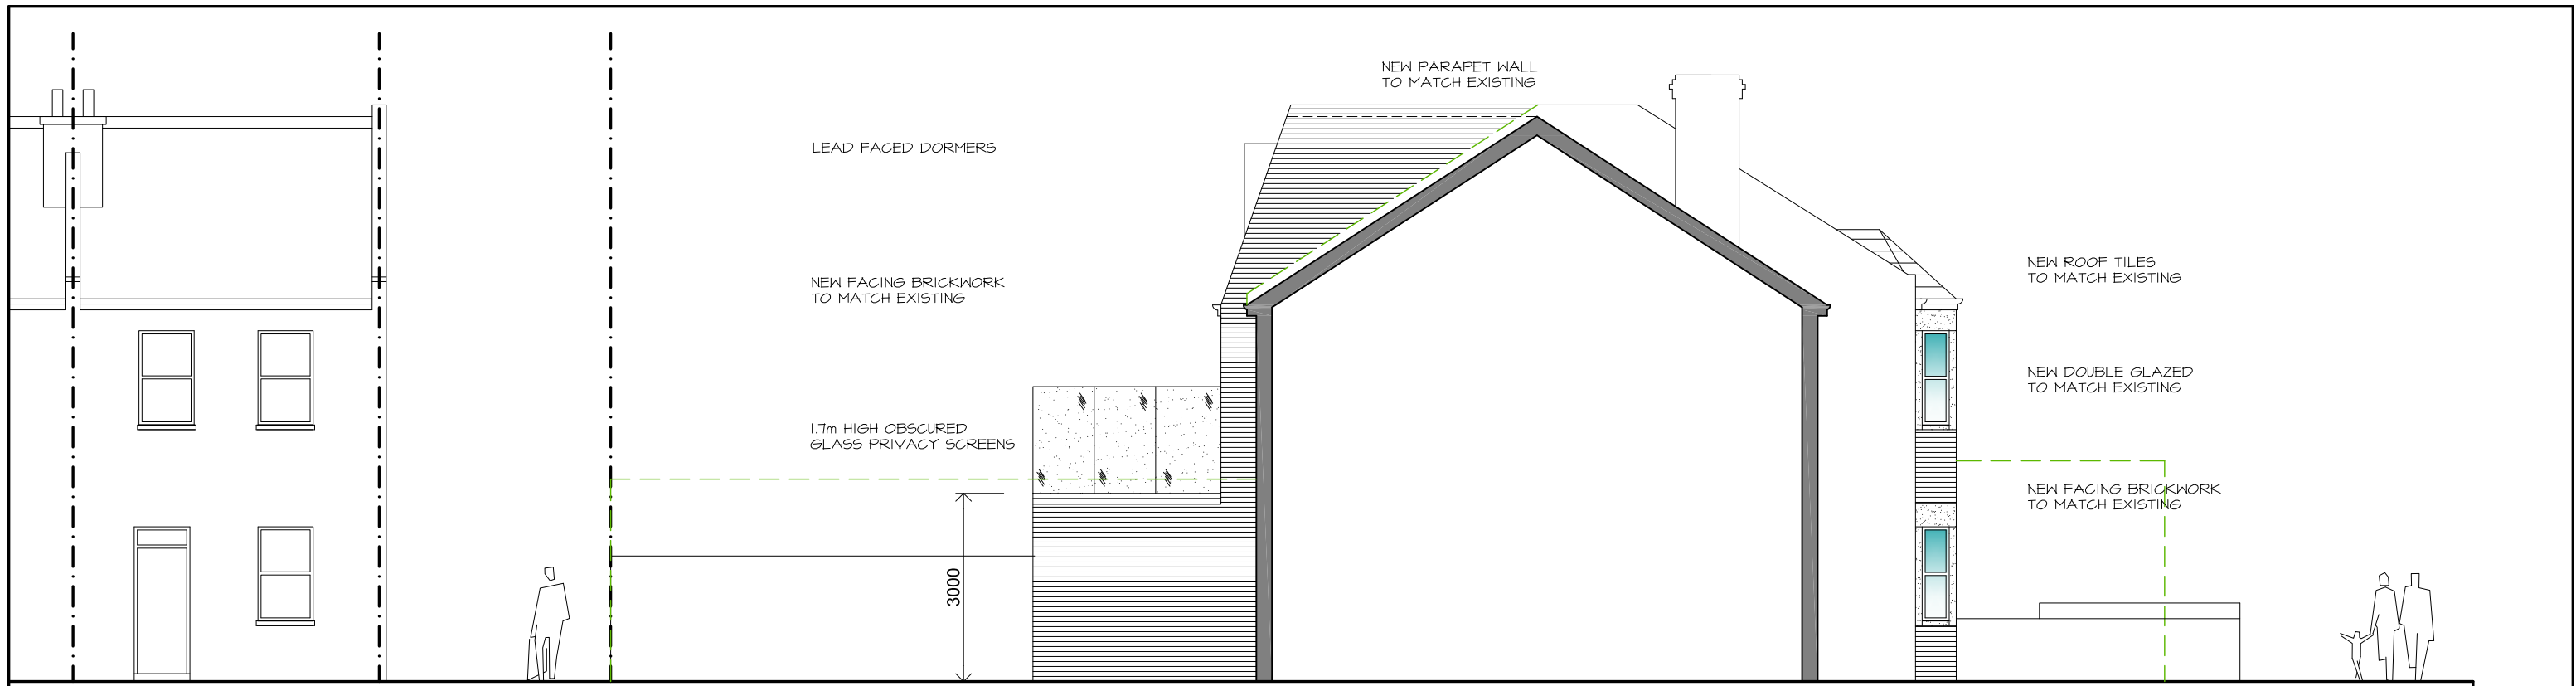 NEW PARAPET WALL
TO MATCH EXISTING
LEAD FACED DORMERS
NEW FACING BRICKWORK
TO MATCH EXISTING
1.7m HIGH OBSCURED
GLASS PRIVACY SCREENS
3000
NEW ROOF TILES
TO MATCH EXISTING
NEW DOUBLE GLAZED
TO MATCH EXISTING
NEW FACING BRICKWORK
TO MATCH EXISTING